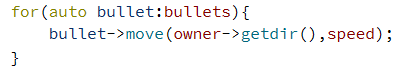 for(auto bullet:bullets){
    bullet->move(owner->getdir(),speed);
}